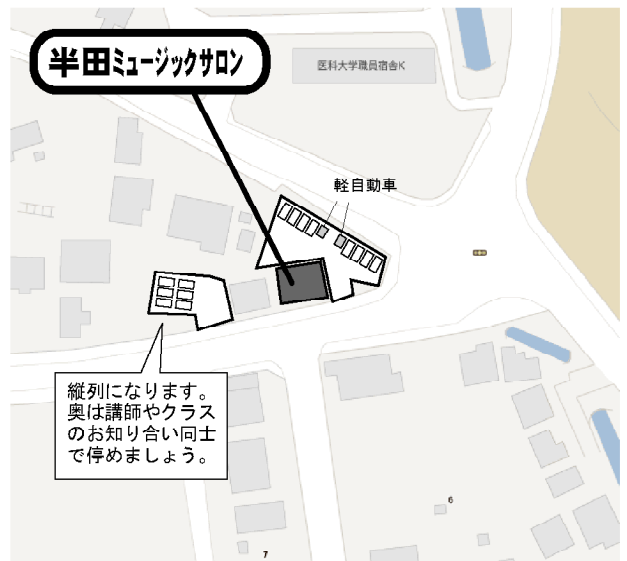 半田ミュージックサロン
医科大学職員宿舎K
軽自動車
縦列になります。
奥は講師やクラス
のお知り合い同士
で停めましょう。
6
7